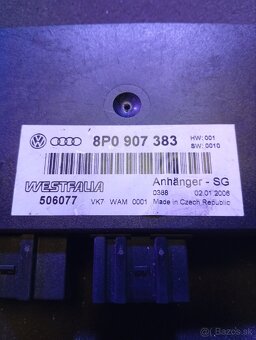 8P0 907 383
HW: 001
SW: 0010
WESTFALIA
506077
VK7 WAM 0001
Anhänger - SG
0388 02.01.2006
Made in Czech Republic
bazos.sk